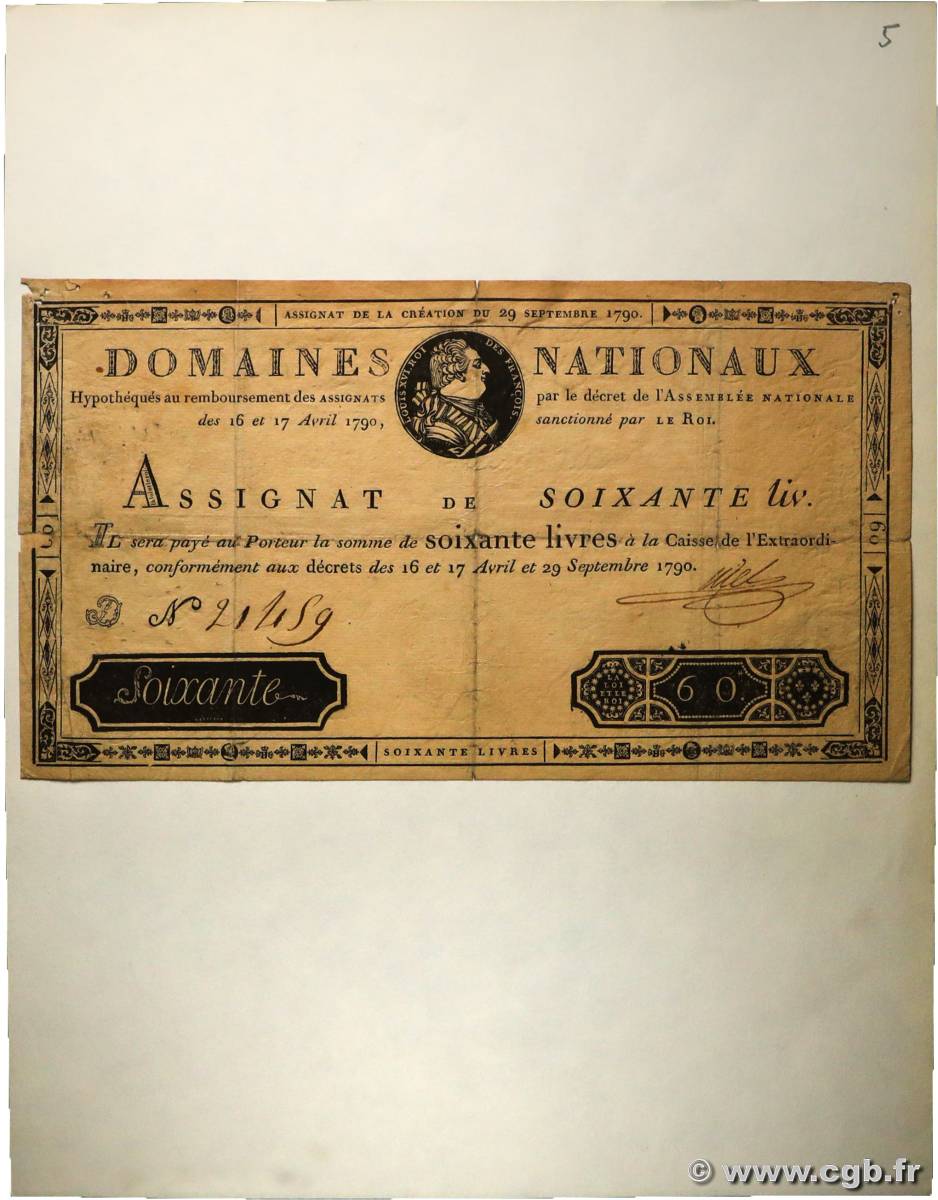 5
ASSIGNAT DE LA CRÉATION DU 29 SEPTEMBRE 1790.
DOMAINES NATIONAUX
LOUIS XVI, ROI DES FRANÇOIS
Hypothéqués au remboursement des ASSIGNATS par le décret de l'ASSEMBLÉE NATIONALE
des 16 et 17 Avril 1790, sanctionné par LE ROI.
ASSIGNAT DE SOIXANTE liv.
IL sera payé au Porteur la somme de soixante livres à la Caisse de l'Extraordi-
naire, conformément aux décrets des 16 et 17 Avril et 29 Septembre 1790.
D N° 21459
Soixante
LA
LOI
ET LE
ROI
60
60
60
SOIXANTE LIVRES
© www.cgb.fr